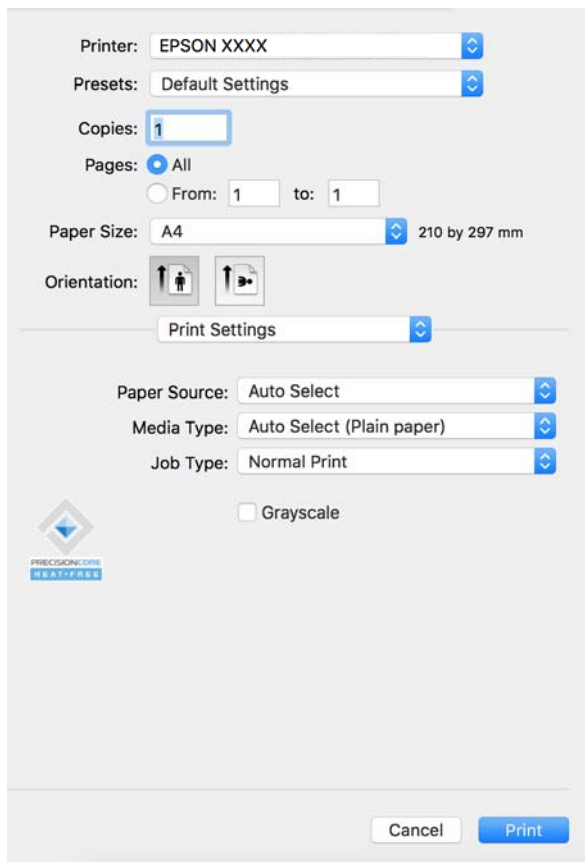 Printer: EPSON XXXX
Presets: Default Settings
Copies: 1
Pages: All
From: 1 to: 1
Paper Size: A4 210 by 297 mm
Orientation:
Print Settings
Paper Source: Auto Select
Media Type: Auto Select (Plain paper)
Job Type: Normal Print
Grayscale
PRECISIONCORE
HEAT-FREE
Cancel Print